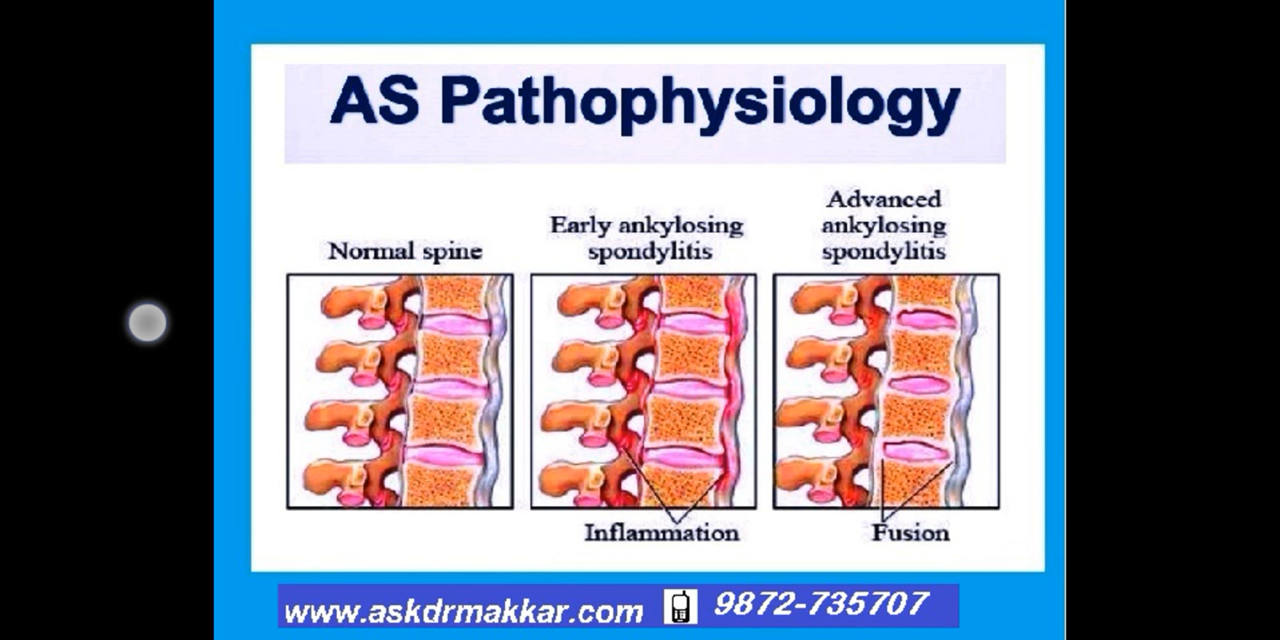 AS Pathophysiology
Normal spine
Early ankylosing
spondylitis
Advanced
ankylosing
spondylitis
Inflammation
Fusion
www.askdrmakkar.com 9872-735707